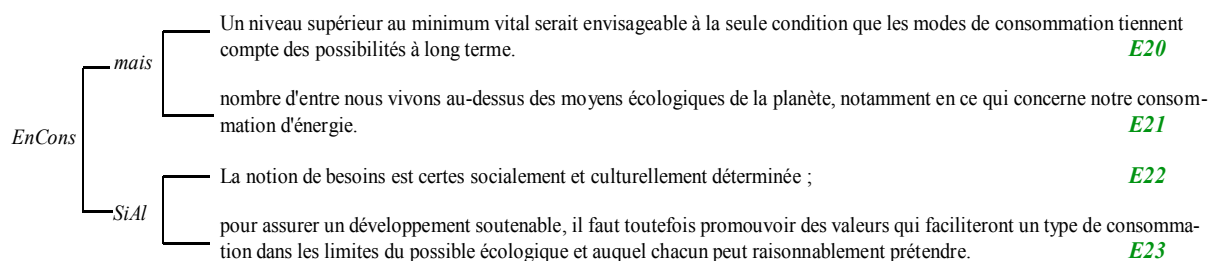 Un niveau supérieur au minimum vital serait envisageable à la seule condition que les modes de consommation tiennent
mais
compte des possibilités à long terme. E20
nombre d'entre nous vivons au-dessus des moyens écologiques de la planète, notamment en ce qui concerne notre consom-
mation d'énergie. E21
EnCons
La notion de besoins est certes socialement et culturellement déterminée ; E22
SiAl
pour assurer un développement soutenable, il faut toutefois promouvoir des valeurs qui faciliteront un type de consomma-
tion dans les limites du possible écologique et auquel chacun peut raisonnablement prétendre. E23